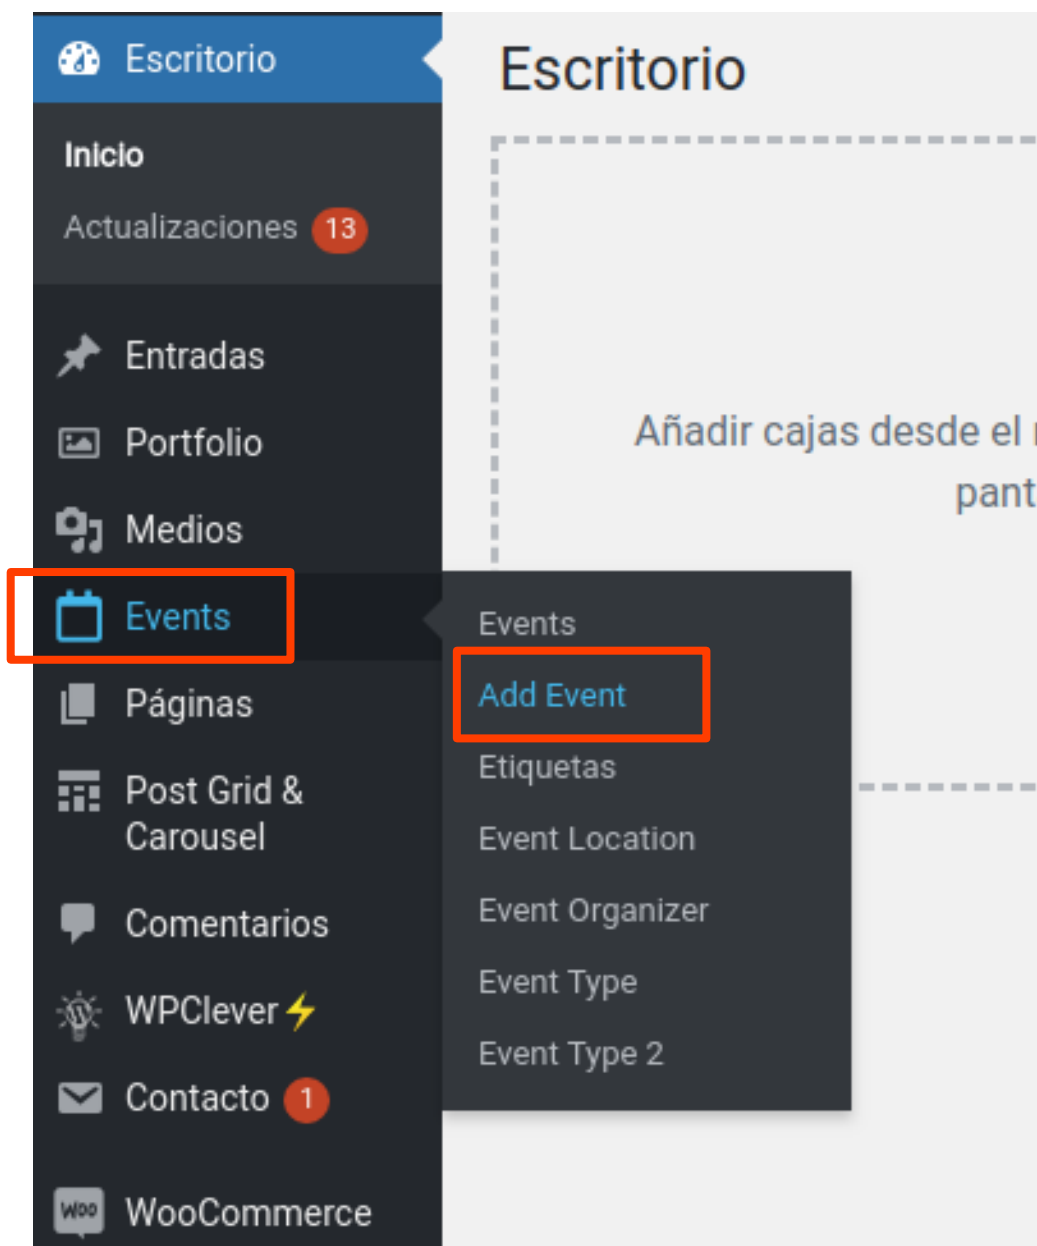 Escritorio
Escritorio
Inicio
Actualizaciones 13
Entradas
Portfolio
Añadir cajas desde el
Medios
Events
Events
Add Event
Páginas
Etiquetas
Post Grid &
Carousel
Event Location
Comentarios
Event Organizer
WPClever⚡
Event Type
Event Type 2
Contacto 1
Woo WooCommerce